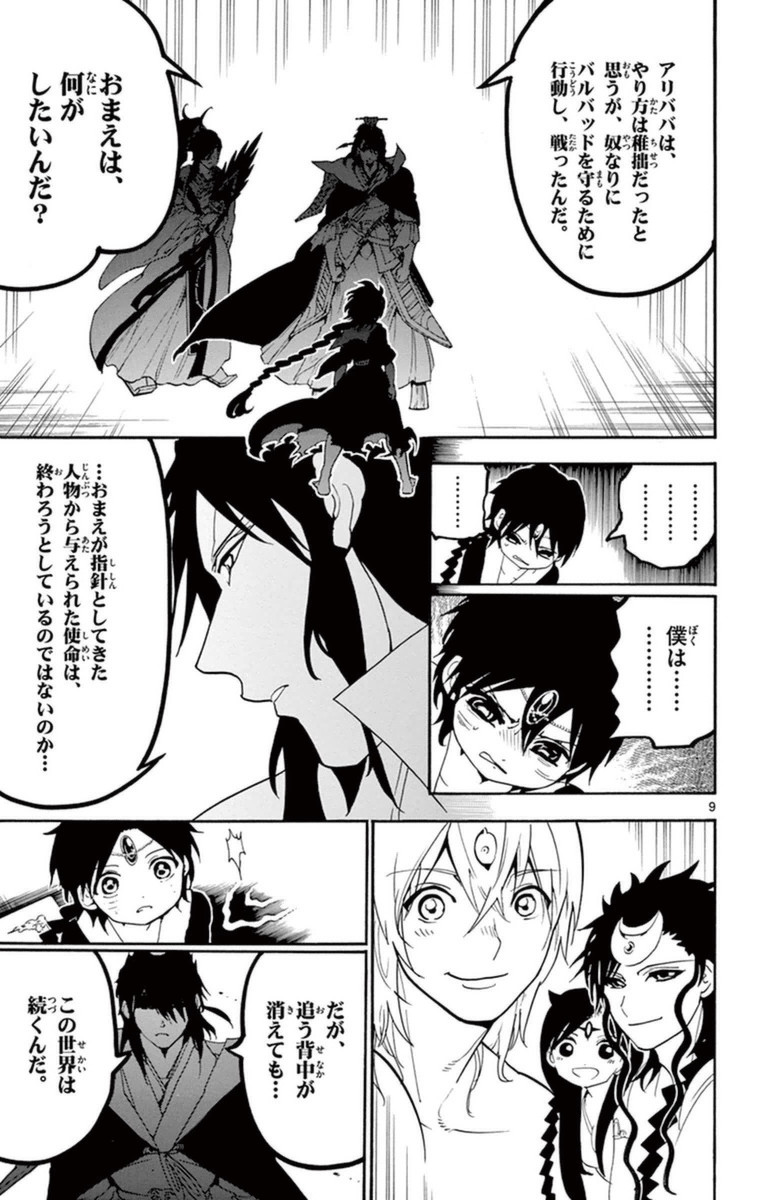 アリババは、
やり方は稚拙だったと
思うが、奴なりに
バルバッドを守るために
行動し、戦ったんだ。
おまえは、
何が
したいんだ?
………
………
………
僕は……
………
………
…おまえが指針としてきた
人物から与えられた使命は、
終わろうとしているのではないのか…
9
だが、
追う背中が
消えても…
この世界は
続くんだ。